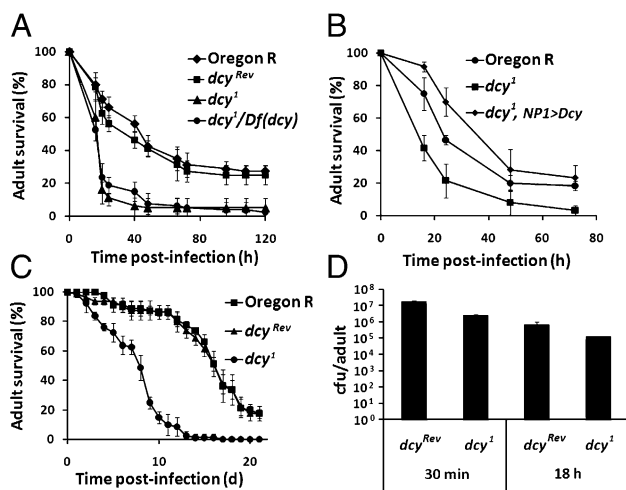 A
Adult survival (%)
100
80
60
40
20
0
0 40 80 120
Time post-infection (h)
Oregon R
dcy^Rev
dcy^1
dcy^1/Df(dcy)
B
Adult survival (%)
100
80
60
40
20
0
0 20 40 60 80
Time post-infection (h)
Oregon R
dcy^1
dcy^1, NP1>Dcy
C
Adult survival (%)
100
80
60
40
20
0
0 10 20
Time post-infection (d)
Oregon R
dcy^Rev
dcy^1
D
cfu/adult
10^8
10^7
10^6
10^5
10^4
10^3
10^2
10^1
10^0
dcy^Rev dcy^1 dcy^Rev dcy^1
30 min 18 h